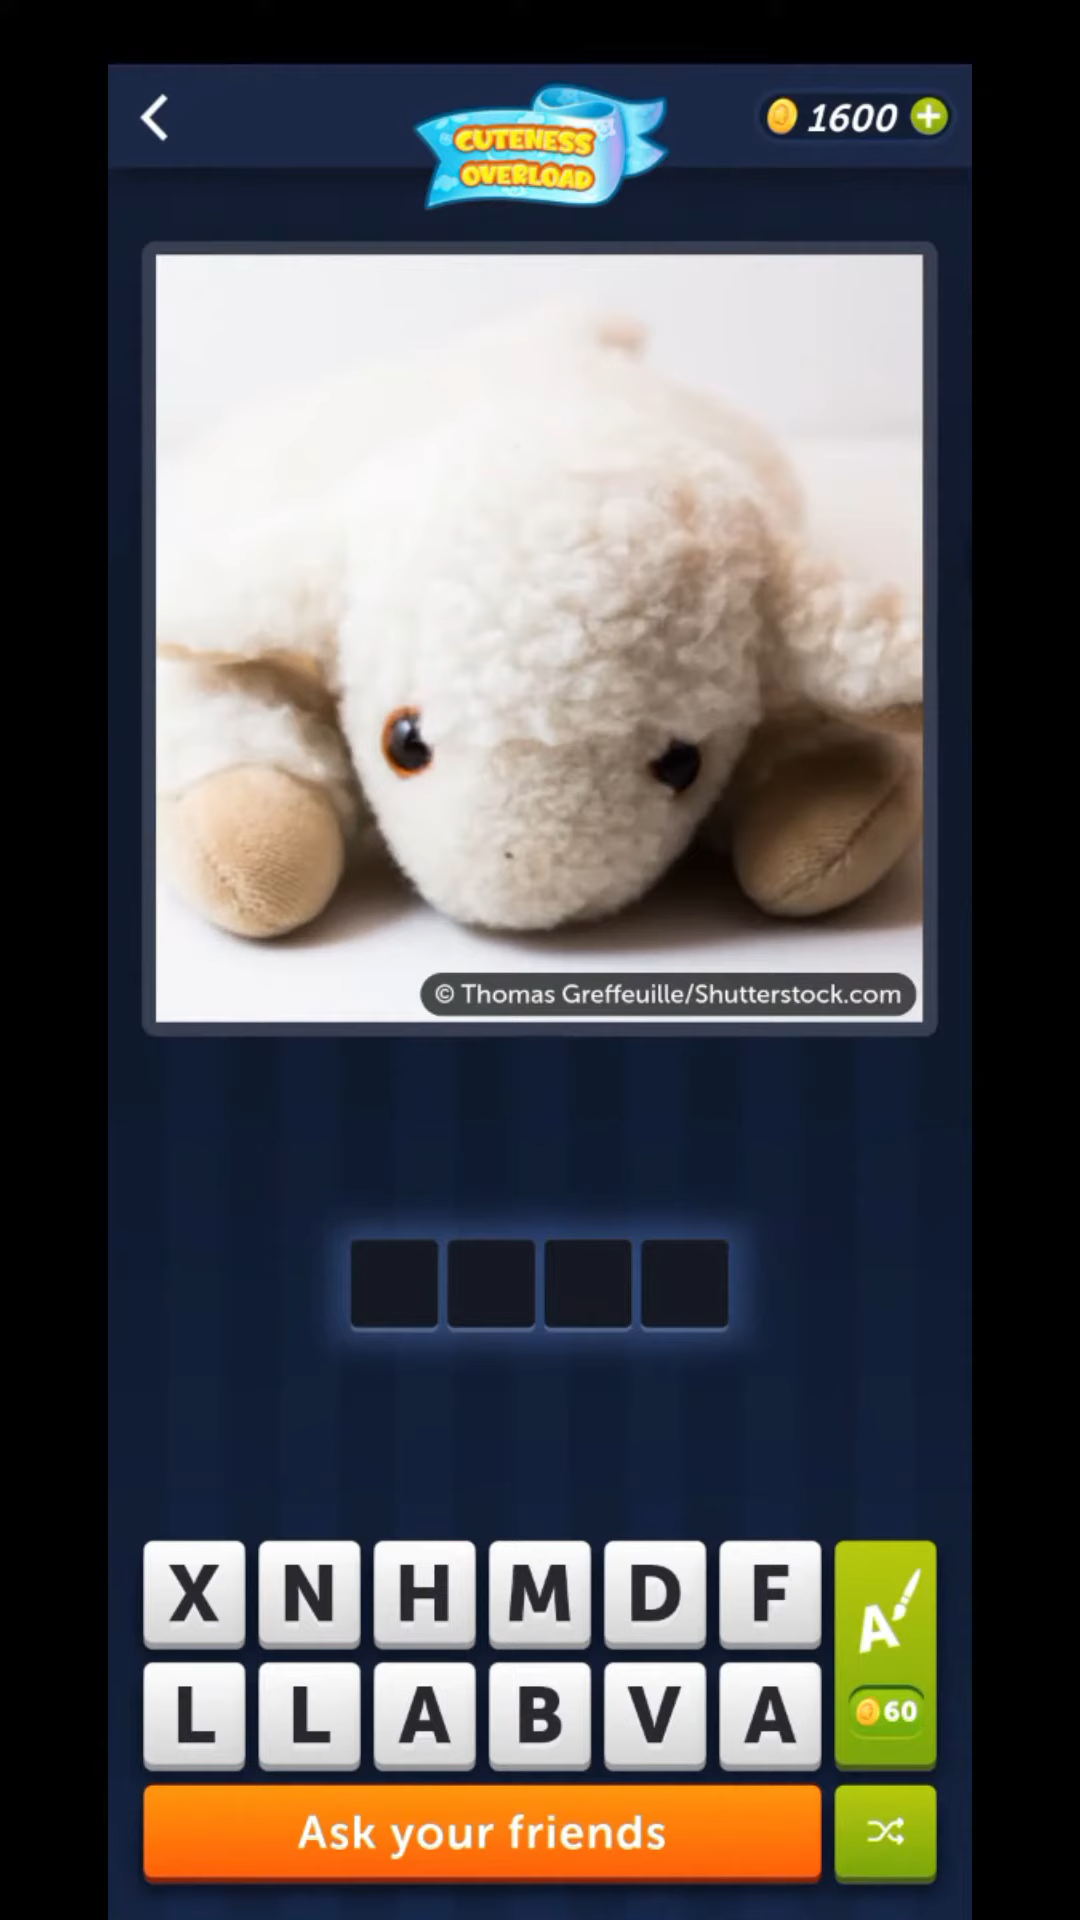 CUTENESS
OVERLOAD
1600
© Thomas Greffeuille/Shutterstock.com
X N H M D F
A
L L A B V A
60
Ask your friends